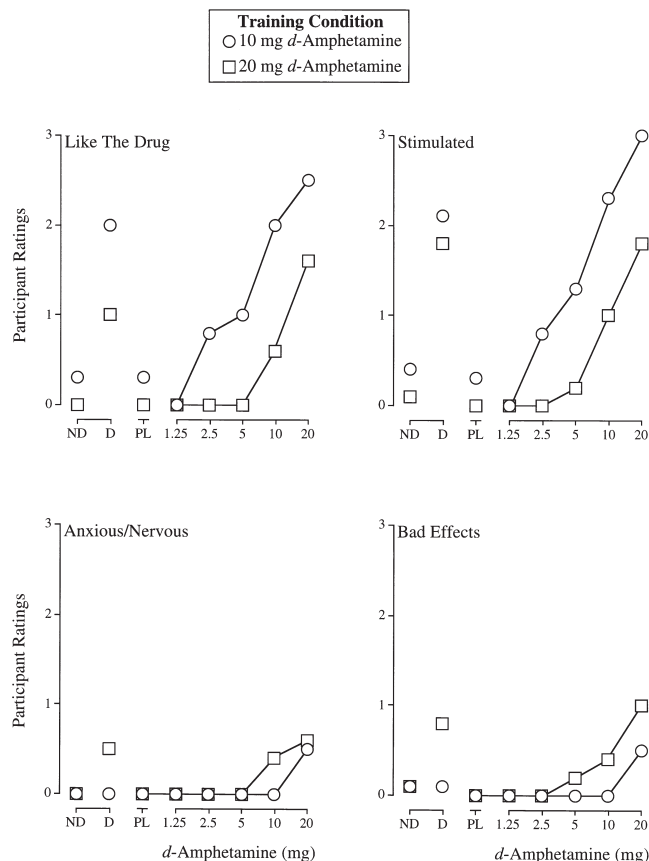 Training Condition
10 mg d-Amphetamine
20 mg d-Amphetamine
Like The Drug
Participant Ratings
3
2
1
0
ND D PL 1.25 2.5 5 10 20
Stimulated
3
2
1
0
ND D PL 1.25 2.5 5 10 20
Anxious/Nervous
Participant Ratings
3
2
1
0
ND D PL 1.25 2.5 5 10 20
d-Amphetamine (mg)
Bad Effects
3
2
1
0
ND D PL 1.25 2.5 5 10 20
d-Amphetamine (mg)